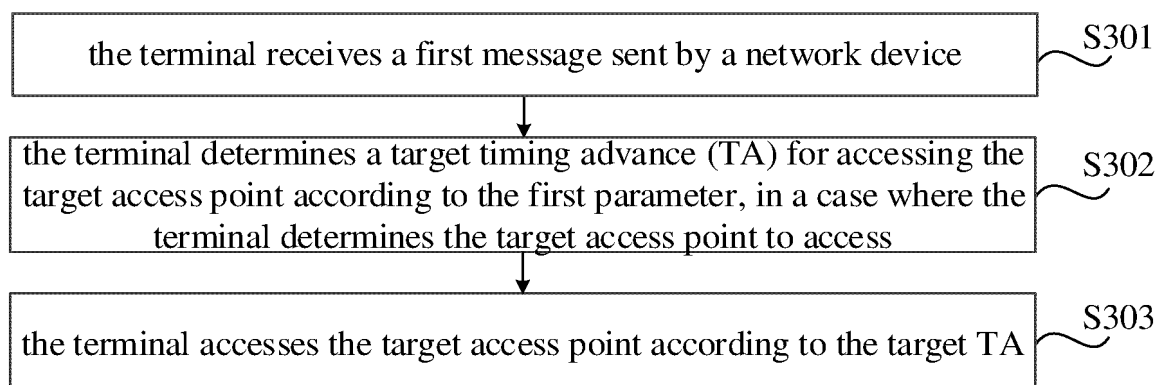 the terminal receives a first message sent by a network device
S301
the terminal determines a target timing advance (TA) for accessing the
target access point according to the first parameter, in a case where the
terminal determines the target access point to access
S302
the terminal accesses the target access point according to the target TA
S303